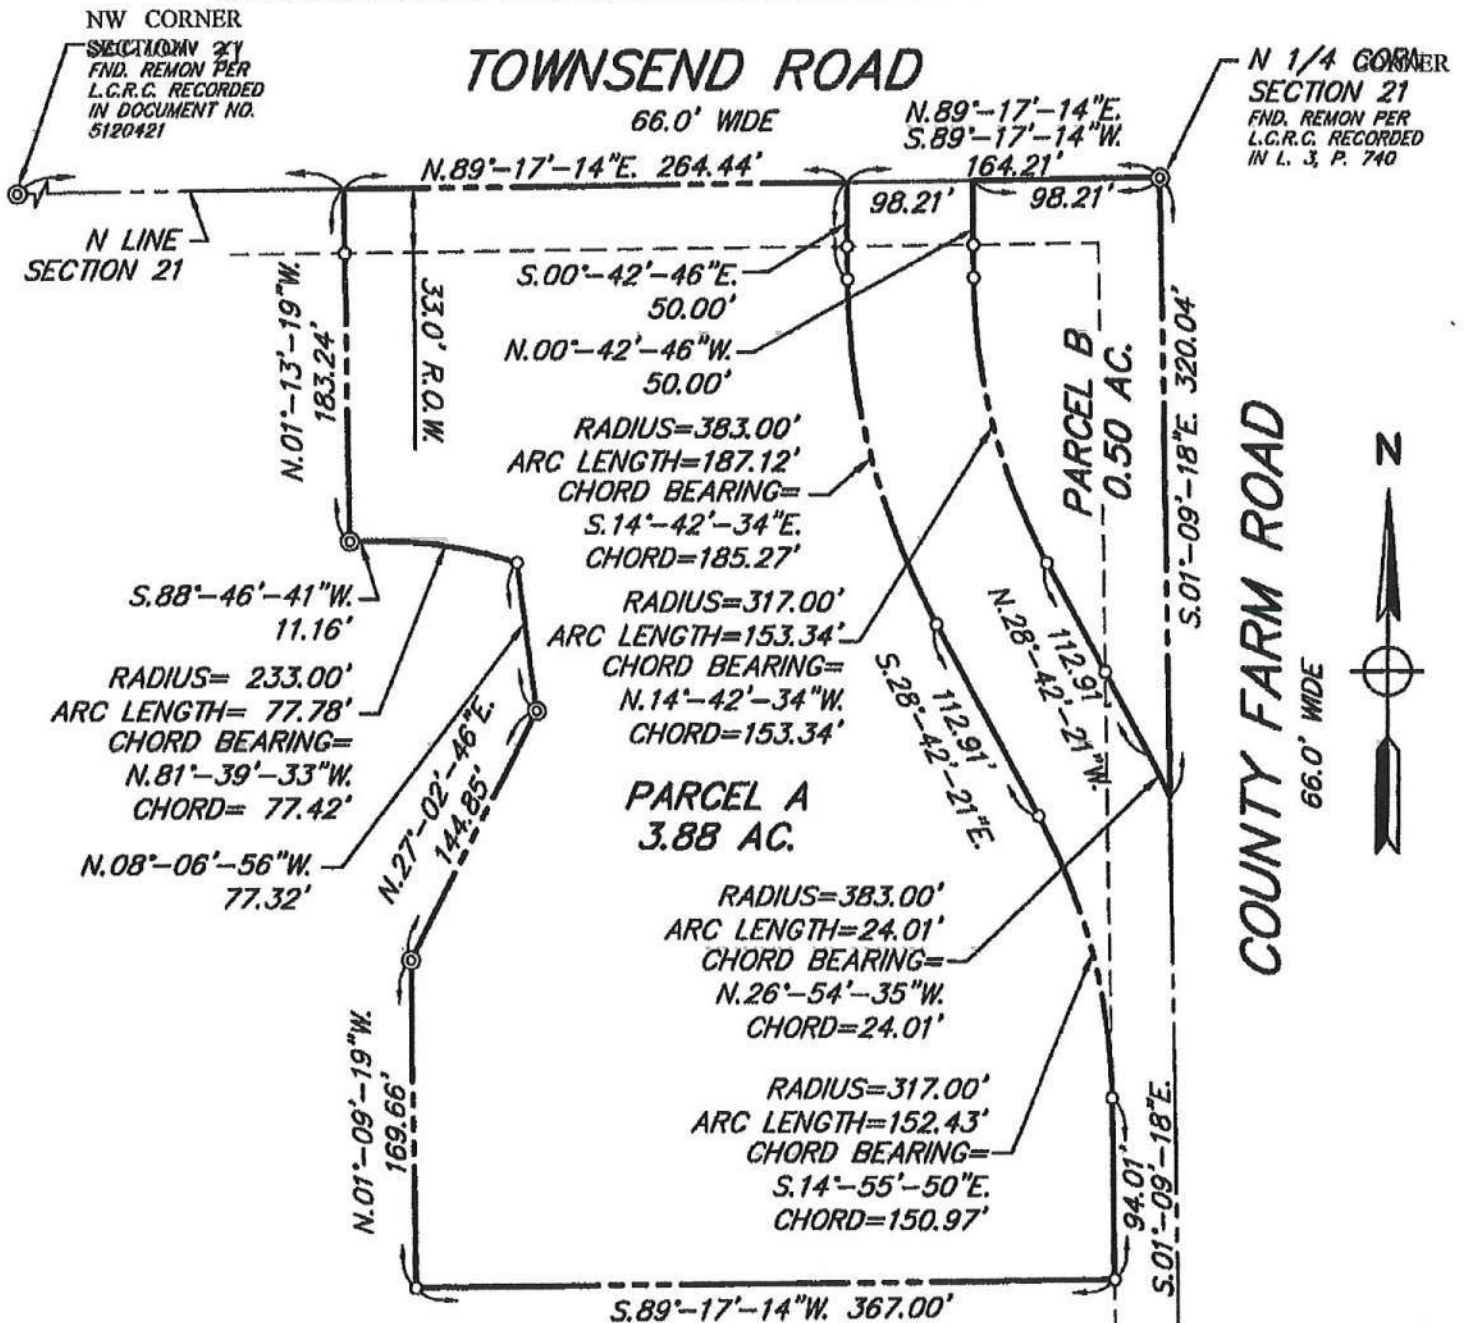 NW CORNER
SECTION 21
FND. REMON PER
L.C.R.C. RECORDED
IN DOCUMENT NO.
5120421
TOWNSEND ROAD
66.0' WIDE
N 1/4 CORNER
SECTION 21
FND. REMON PER
L.C.R.C. RECORDED
IN L. 3, P. 740
N.89°-17'-14"E.
S.89°-17'-14"W.
164.21'
N.89°-17'-14"E. 264.44'
98.21'
98.21'
N LINE
SECTION 21
N.01°-13'-19"W.
183.24'
33.0' R.O.W.
S.00°-42'-46"E.
50.00'
N.00°-42'-46"W.
50.00'
RADIUS=383.00'
ARC LENGTH=187.12'
CHORD BEARING=
S.14°-42'-34"E.
CHORD=185.27'
PARCEL B
0.50 AC.
S.01°-09'-18"E. 320.04'
COUNTY FARM ROAD
66.0' WIDE
N
S.88°-46'-41"W.
11.16'
RADIUS= 233.00'
ARC LENGTH= 77.78'
CHORD BEARING=
N.81°-39'-33"W.
CHORD= 77.42'
N.08°-06'-56"W.
77.32'
RADIUS=317.00'
ARC LENGTH=153.34'
CHORD BEARING=
N.14°-42'-34"W.
CHORD=153.34'
112.91
N.28°-42'-21"W.
112.91'
S.28°-42'-21"E.
N.27°-02'-46"E.
144.85'
PARCEL A
3.88 AC.
RADIUS=383.00'
ARC LENGTH=24.01'
CHORD BEARING=
N.26°-54'-35"W.
CHORD=24.01'
RADIUS=317.00'
ARC LENGTH=152.43'
CHORD BEARING=
S.14°-55'-50"E.
CHORD=150.97'
N.01°-09'-19"W.
169.66'
94.01'
S.01°-09'-18"E.
S.89°-17'-14"W. 367.00'